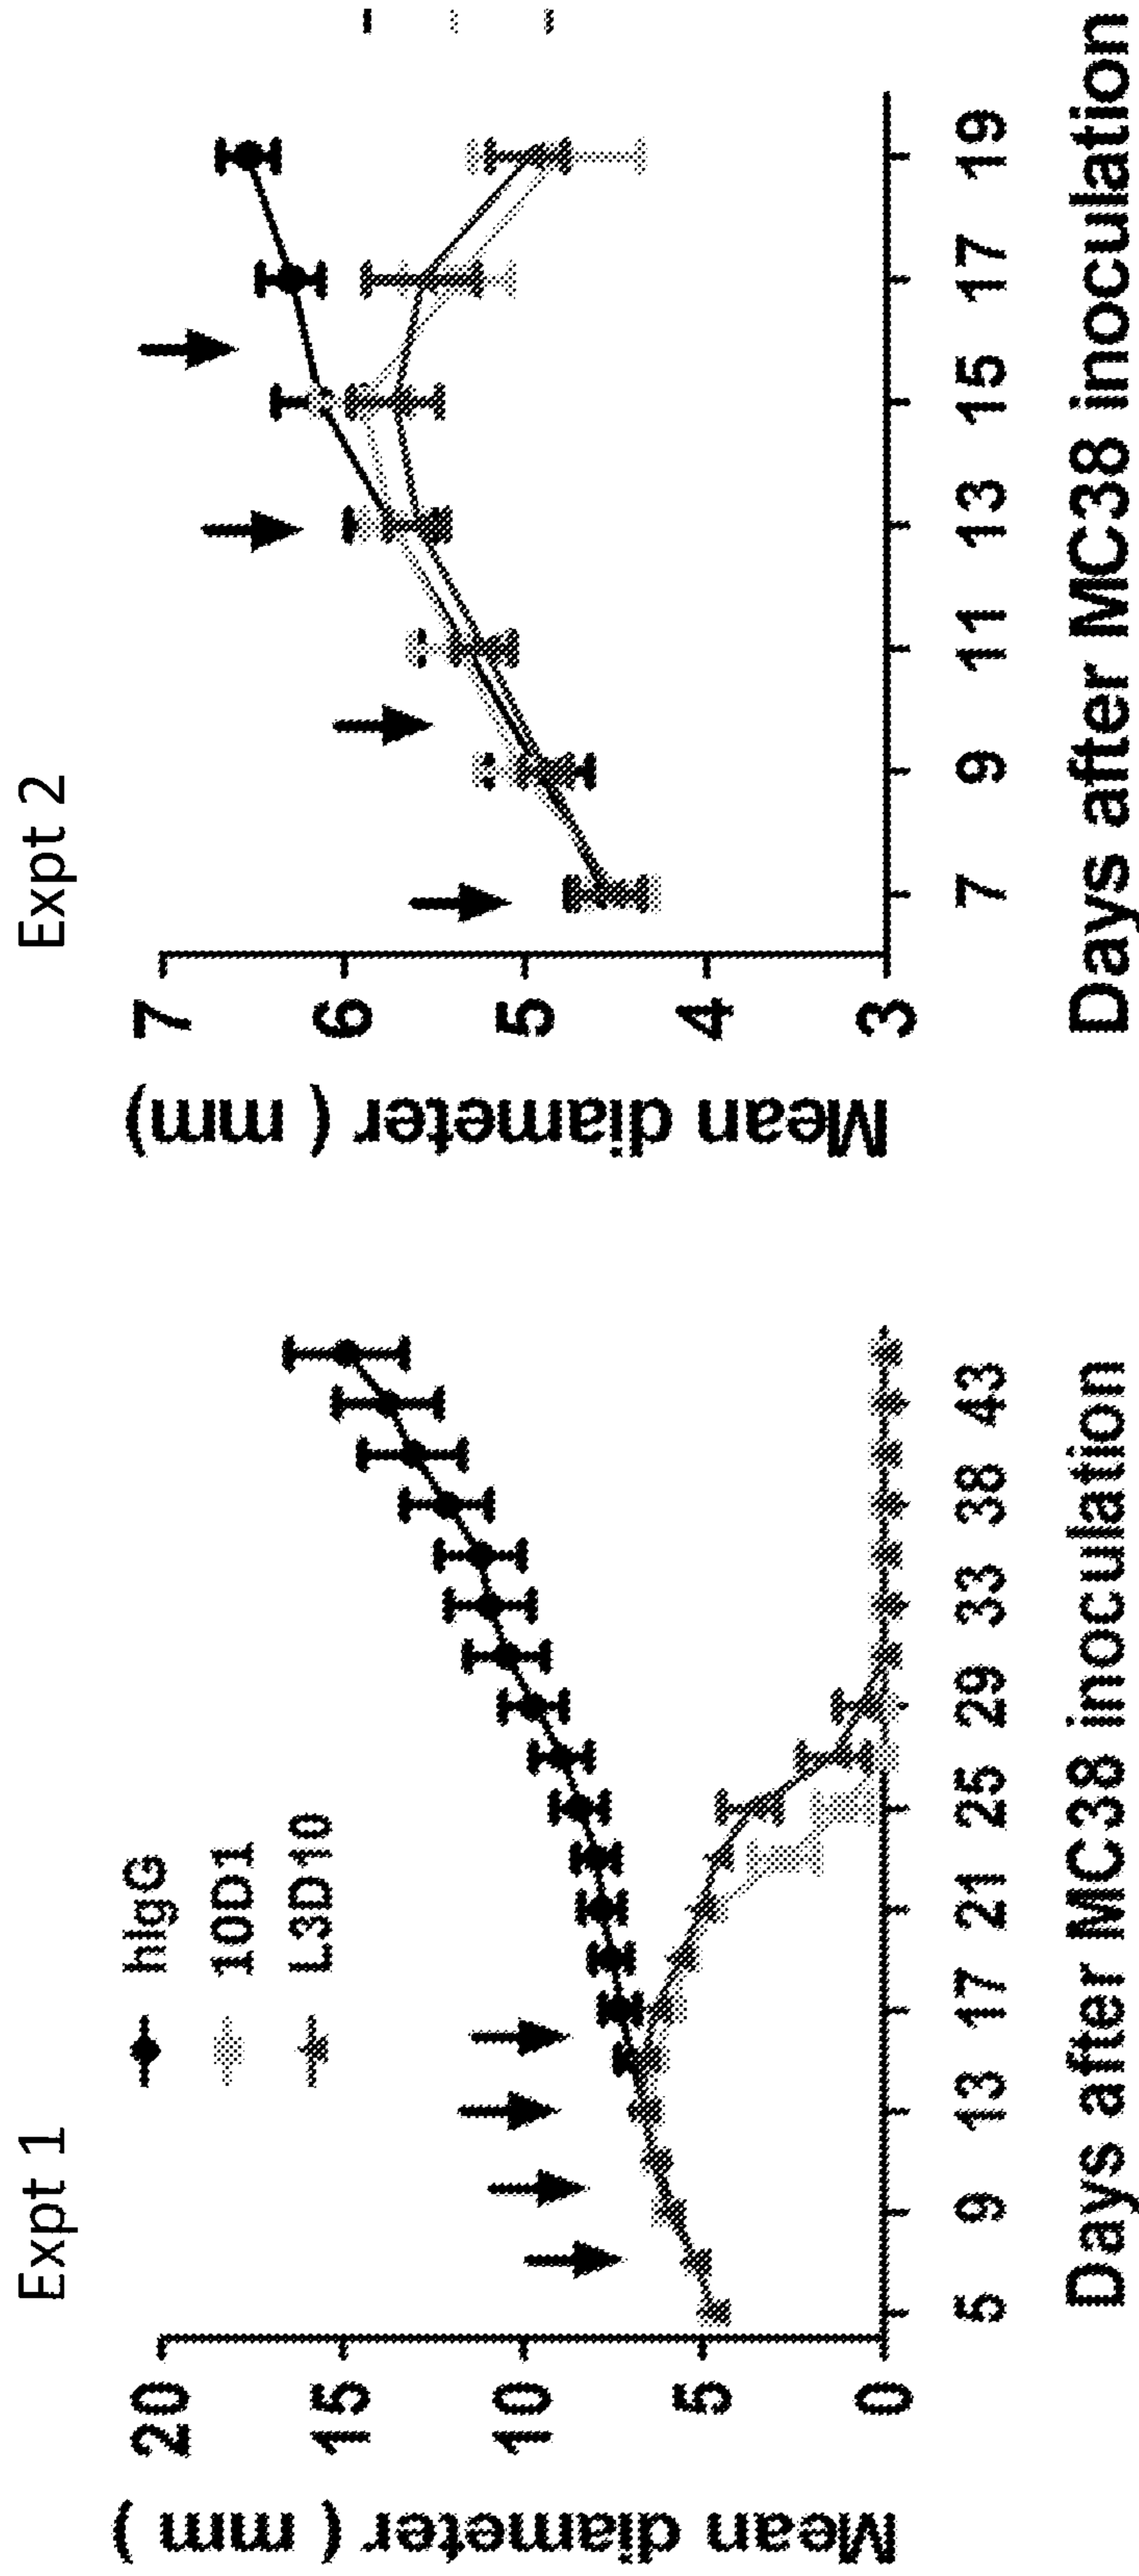 Expt 1
hIgG
10D1
L3D10
Mean diameter ( mm )
20
15
10
5
0
5 9 13 17 21 25 29 33 38 43
Days after MC38 inoculation
Expt 2
Mean diameter ( mm)
7
6
5
4
3
7 9 11 13 15 17 19
Days after MC38 inoculation